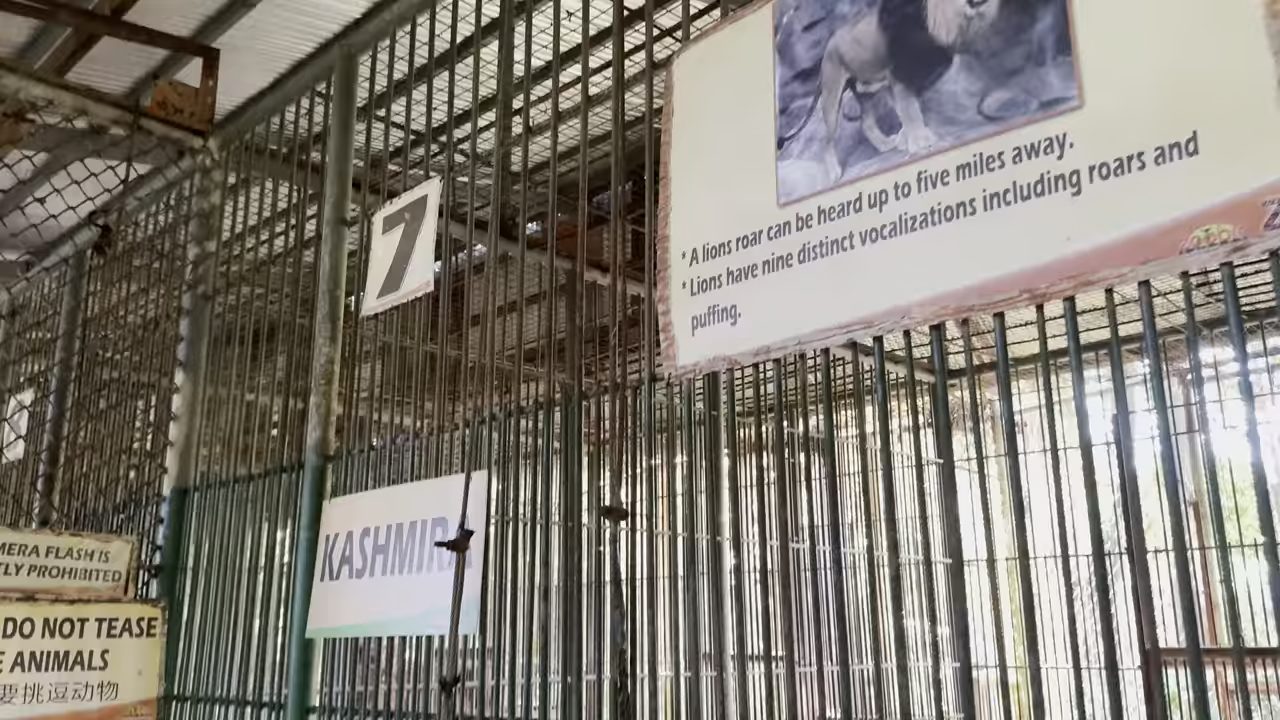 * A lions roar can be heard up to five miles away.
* Lions have nine distinct vocalizations including roars and
puffing.
7
KASHMIRA
MERA FLASH IS
TLY PROHIBITED
DO NOT TEASE
E ANIMALS
要挑逗动物